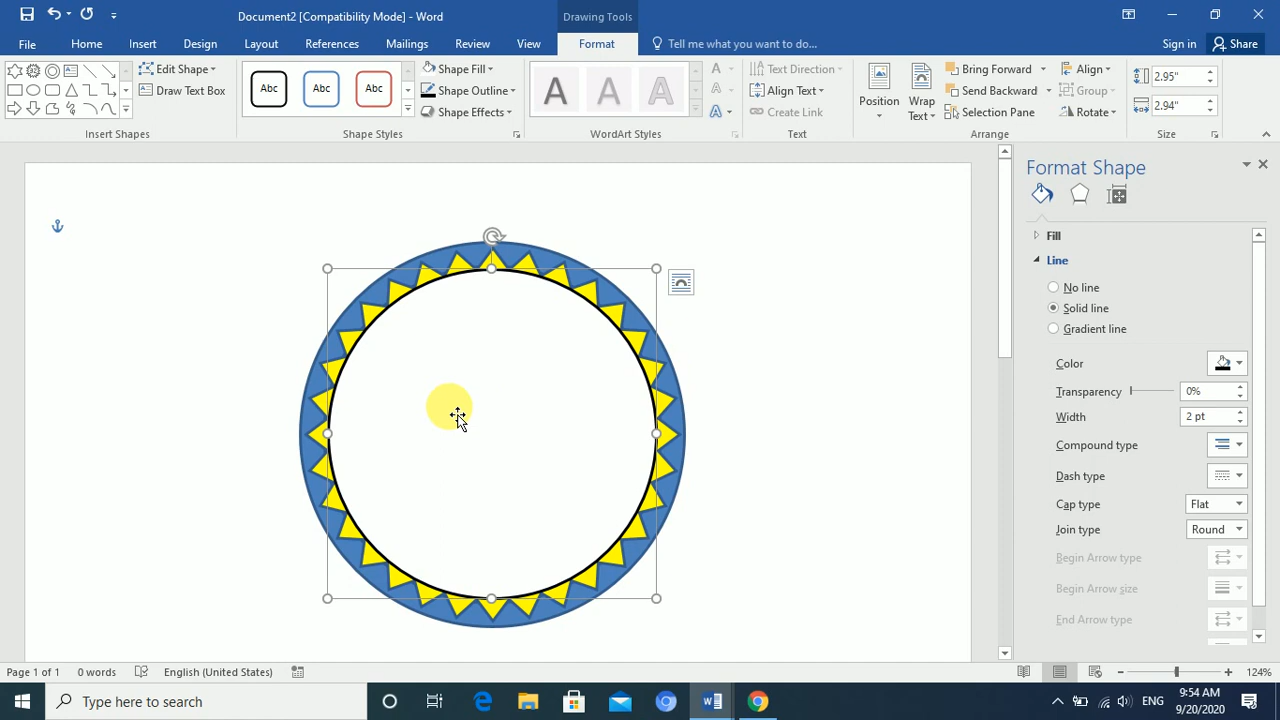 Document2 [Compatibility Mode] - Word
Drawing Tools
File
Home
Insert
Design
Layout
References
Mailings
Review
View
Format
Tell me what you want to do...
Sign in
Share
Edit Shape
Draw Text Box
Insert Shapes
Abc
Abc
Abc
Shape Fill
Shape Outline
Shape Effects
Shape Styles
A
A
A
A
A
A
WordArt Styles
Text Direction
Align Text
Create Link
Text
Position
Wrap
Text
Bring Forward
Send Backward
Selection Pane
Align
Group
Rotate
Arrange
2.95"
2.94"
Size
Format Shape
Fill
Line
No line
Solid line
Gradient line
Color
Transparency
0%
Width
2 pt
Compound type
Dash type
Cap type
Flat
Join type
Round
Begin Arrow type
Begin Arrow size
End Arrow type
Page 1 of 1
0 words
English (United States)
124%
Type here to search
ENG
9:54 AM
9/20/2020